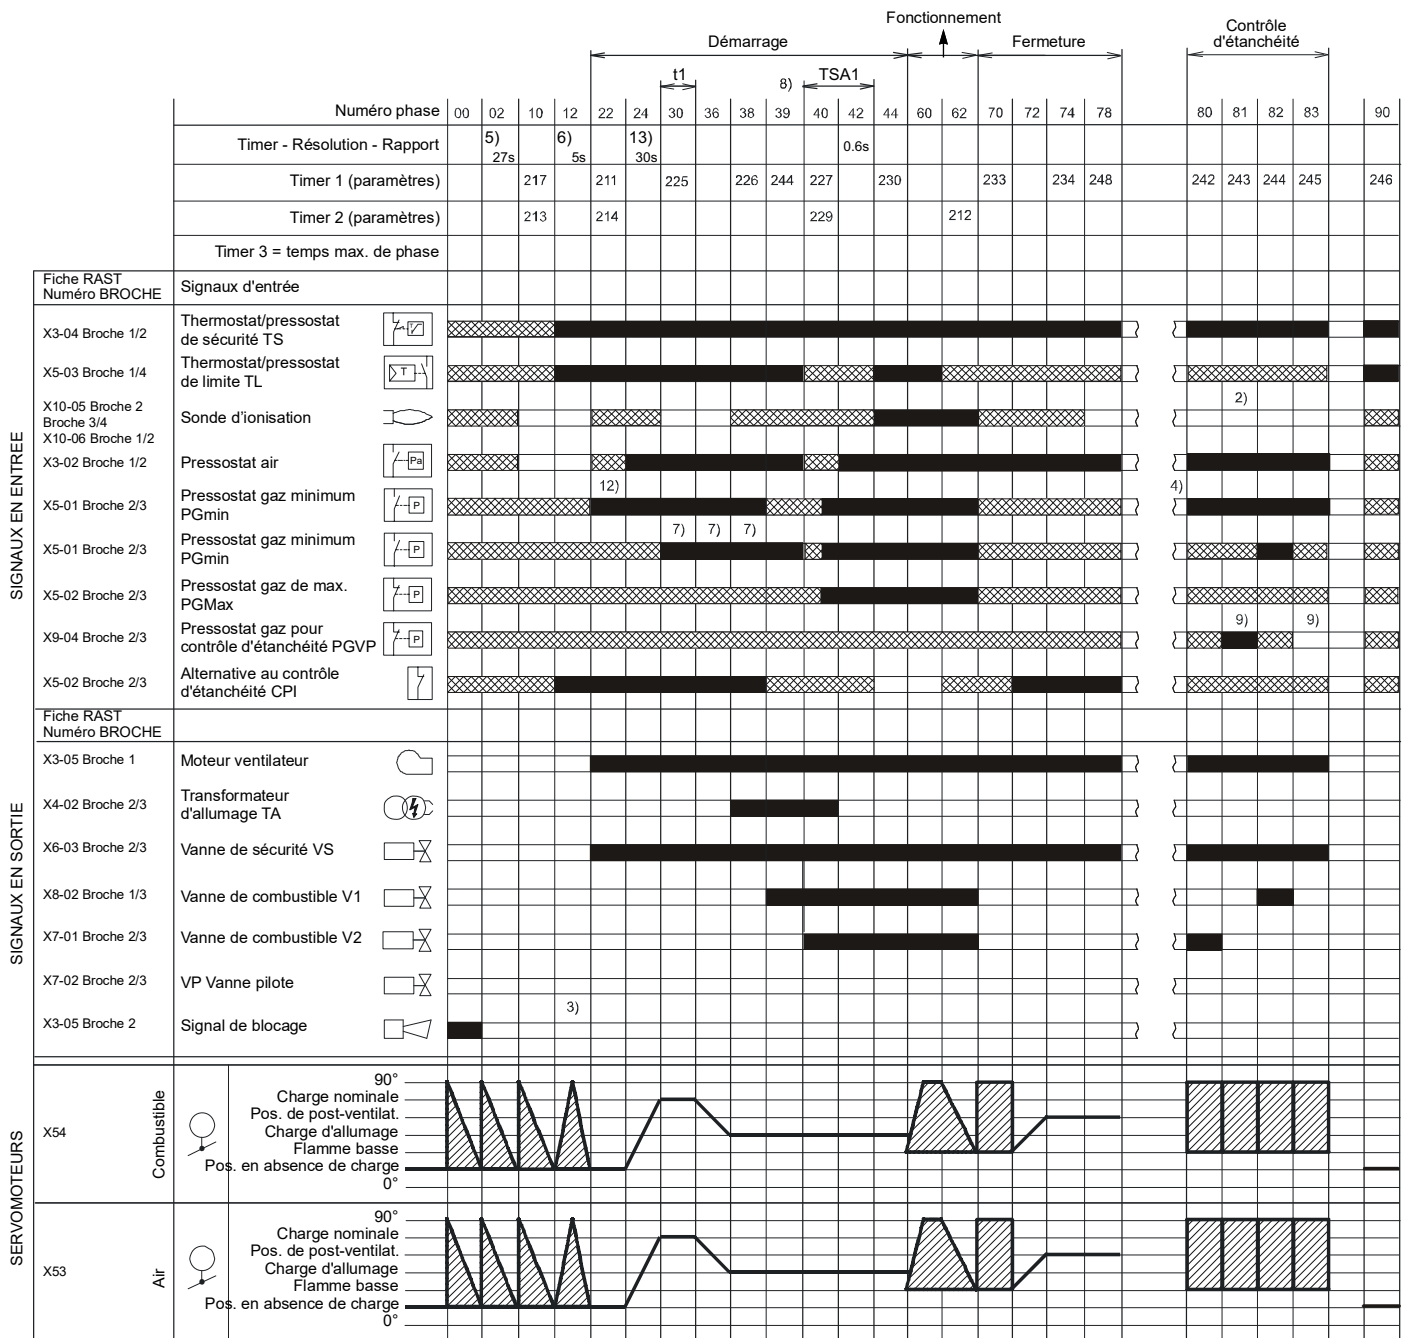 Fonctionnement
Démarrage
Fermeture
Contrôle
d'étanchéité
t1
8)
TSA1
Numéro phase 00 02 10 12 22 24 30 36 38 39 40 42 44 60 62 70 72 74 78 80 81 82 83 90
Timer - Résolution - Rapport 5) 27s 6) 5s 13) 30s 0.6s
Timer 1 (paramètres) 217 211 225 226 244 227 230 233 234 248 242 243 244 245 246
Timer 2 (paramètres) 213 214 229 212
Timer 3 = temps max. de phase
Fiche RAST
Numéro BROCHE
Signaux d'entrée
SIGNAUX EN ENTREE
X3-04 Broche 1/2
Thermostat/pressostat
de sécurité TS
X5-03 Broche 1/4
Thermostat/pressostat
de limite TL
T
2)
X10-05 Broche 2
Broche 3/4
X10-06 Broche 1/2
Sonde d'ionisation
X3-02 Broche 1/2
Pressostat air
Pa
12)
4)
X5-01 Broche 2/3
Pressostat gaz minimum
PGmin
P
7) 7) 7)
X5-01 Broche 2/3
Pressostat gaz minimum
PGmin
P
X5-02 Broche 2/3
Pressostat gaz de max.
PGMax
P
9) 9)
X9-04 Broche 2/3
Pressostat gaz pour
contrôle d'étanchéité PGVP
P
X5-02 Broche 2/3
Alternative au contrôle
d'étanchéité CPI
Fiche RAST
Numéro BROCHE
SIGNAUX EN SORTIE
X3-05 Broche 1
Moteur ventilateur
X4-02 Broche 2/3
Transformateur
d'allumage TA
X6-03 Broche 2/3
Vanne de sécurité VS
X8-02 Broche 1/3
Vanne de combustible V1
X7-01 Broche 2/3
Vanne de combustible V2
X7-02 Broche 2/3
VP Vanne pilote
3)
X3-05 Broche 2
Signal de blocage
SERVOMOTEURS
X54
Combustible
90°
Charge nominale
Pos. de post-ventilat.
Charge d'allumage
Flamme basse
Pos. en absence de charge
0°
X53
Air
90°
Charge nominale
Pos. de post-ventilat.
Charge d'allumage
Flamme basse
Pos. en absence de charge
0°